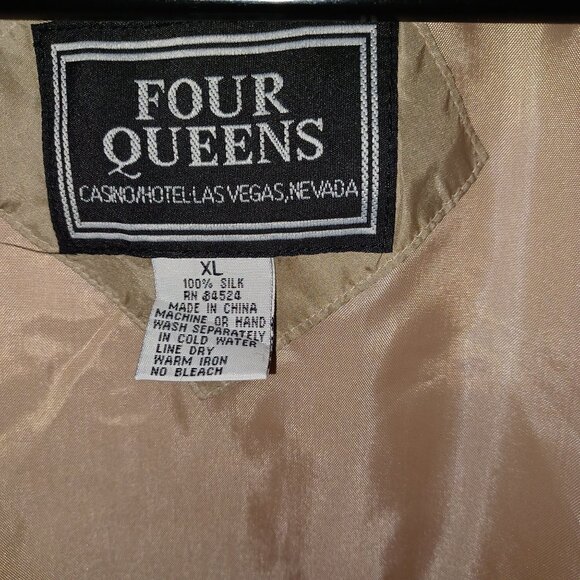 FOUR
QUEENS
CASINO/HOTEL·LAS VEGAS, NEVADA
XL
100% SILK
RN 84524
MADE IN CHINA
MACHINE OR HAND
WASH SEPARATELY
IN COLD WATER
LINE DRY
WARM IRON
NO BLEACH